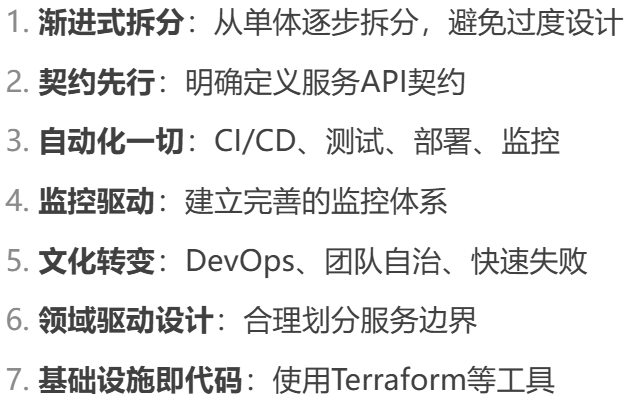 1. 渐进式拆分：从单体逐步拆分，避免过度设计
2. 契约先行：明确定义服务API契约
3. 自动化一切：CI/CD、测试、部署、监控
4. 监控驱动：建立完善的监控体系
5. 文化转变：DevOps、团队自治、快速失败
6. 领域驱动设计：合理划分服务边界
7. 基础设施即代码：使用Terraform等工具